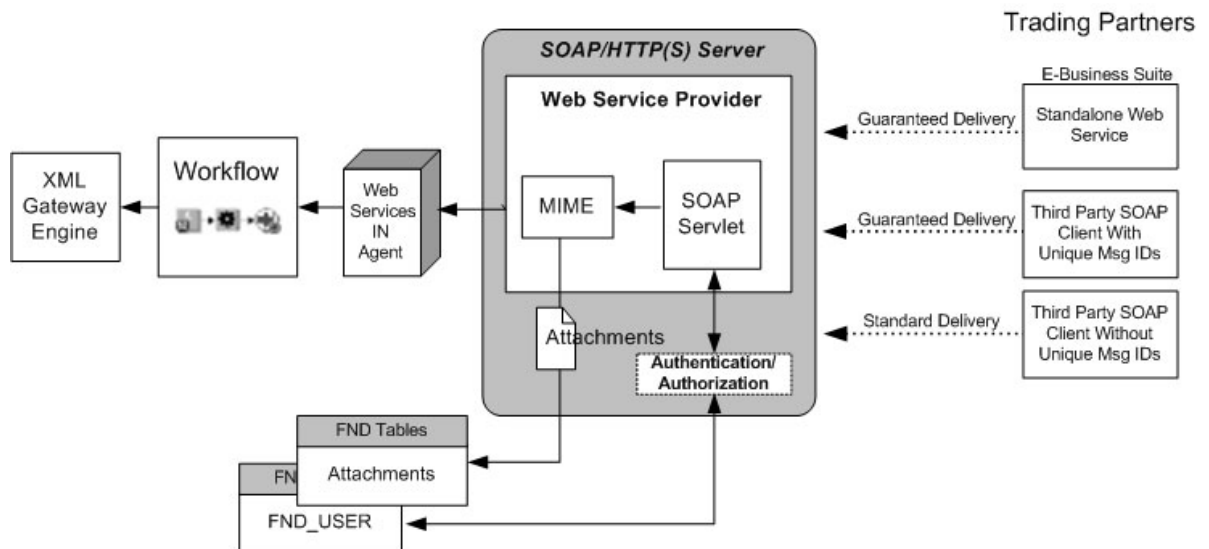 Trading Partners
SOAP/HTTP(S) Server
E-Business Suite
Web Service Provider
Guaranteed Delivery
Standalone Web
Service
XML
Gateway
Engine
Workflow
Web
Services
IN
Agent
MIME
SOAP
Servlet
Guaranteed Delivery
Third Party SOAP
Client With
Unique Msg IDs
Standard Delivery
Third Party SOAP
Client Without
Unique Msg IDs
Attachments
Authentication/
Authorization
FND Tables
Attachments
FN
FND_USER